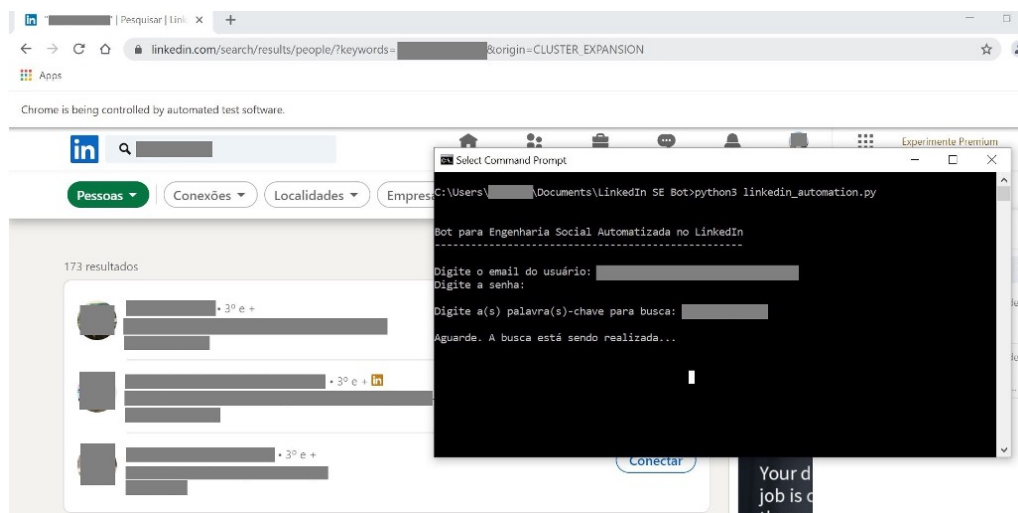 in " " | Pesquisar | Link
linkedin.com/search/results/people/?keywords= &origin=CLUSTER_EXPANSION
Apps
Chrome is being controlled by automated test software.
in
Experimente Premium
Pessoas Conexões Localidades Empresa
173 resultados
• 3º e +
• 3º e + in
• 3º e +
Conectar
Your d
job is
Select Command Prompt
C:\Users\ \Documents\LinkedIn SE Bot>python3 linkedin_automation.py
Bot para Engenharia Social Automatizada no LinkedIn
----------------------------------------------------
Digite o email do usuário:
Digite a senha:
Digite a(s) palavra(s)-chave para busca:
Aguarde. A busca está sendo realizada...